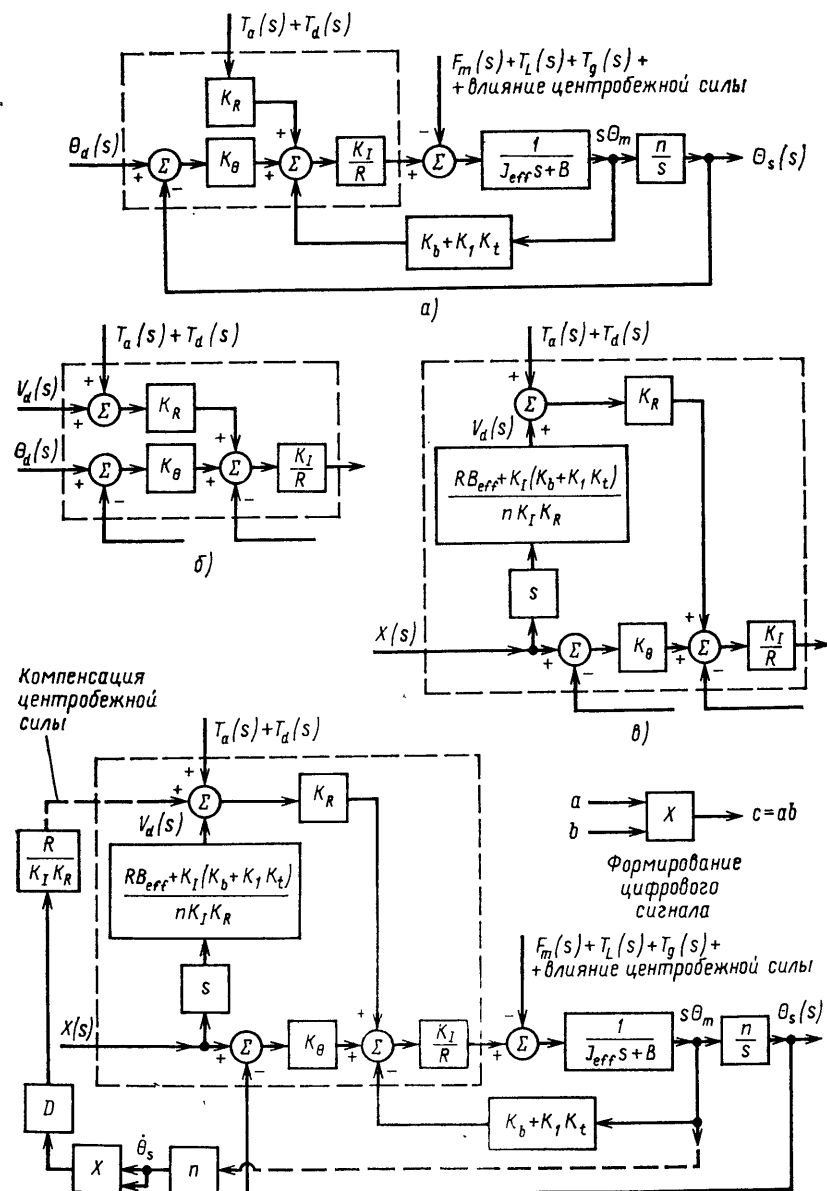 T_a(s)+T_d(s)
F_m(s)+T_L(s)+T_g(s)+
+влияние центробежной силы
K_R
Θ_d(s)
+
−
Σ
K_θ
+
+
Σ
K_I
R
+
−
Σ
1
J_eff s+B
sΘ_m
n
s
Θ_s(s)
K_b+K_1K_t
а)
T_a(s)+T_d(s)
V_d(s)
+
+
Σ
K_R
Θ_d(s)
+
−
Σ
K_θ
+
+
−
Σ
K_I
R
б)
T_a(s)+T_d(s)
+
Σ
+
K_R
V_d(s)
RB_eff+K_I(K_b+K_1K_t)
nK_IK_R
s
X(s)
+
−
Σ
K_θ
+
+
−
Σ
K_I
R
в)
Компенсация
центробежной
силы
T_a(s)+T_d(s)
+
+
Σ
K_R
V_d(s)
R
K_IK_R
RB_eff+K_I(K_b+K_1K_t)
nK_IK_R
s
a
b
X
c=ab
Формирование
цифрового
сигнала
F_m(s)+T_L(s)+T_g(s)+
+влияние центробежной силы
X(s)
+
−
Σ
K_θ
+
+
−
Σ
K_I
R
+
−
Σ
1
J_eff s+B
sΘ_m
n
s
θ_s(s)
K_b+K_1K_t
D
X
θ̇_s
n